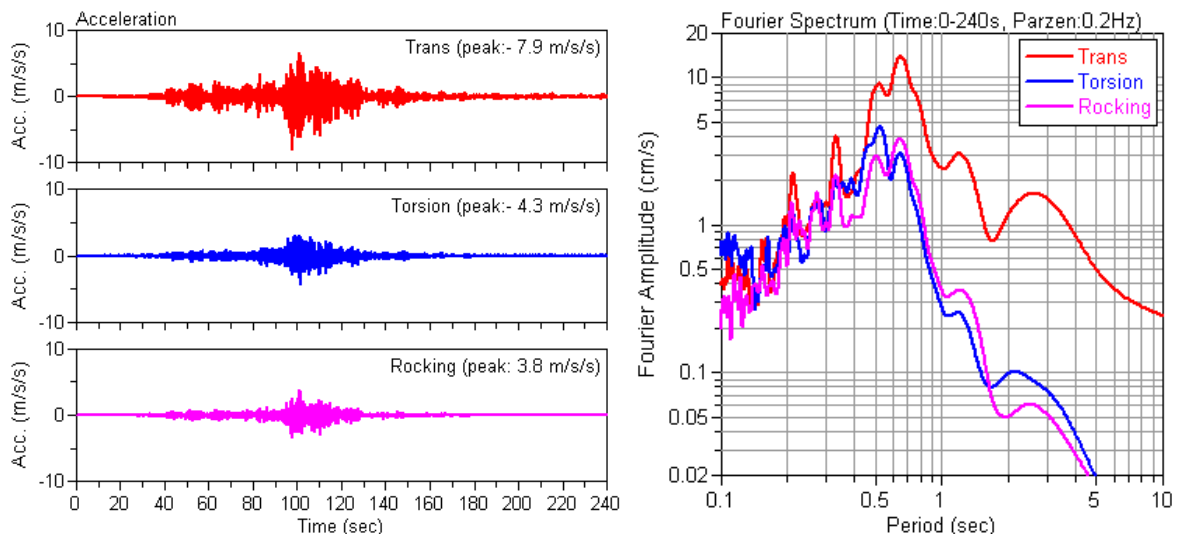 Acceleration
Acc. (m/s/s)
10
0
-10
Trans (peak:- 7.9 m/s/s)
Acc. (m/s/s)
10
0
-10
Torsion (peak:- 4.3 m/s/s)
Acc. (m/s/s)
10
0
-10
Rocking (peak: 3.8 m/s/s)
0 20 40 60 80 100 120 140 160 180 200 220 240
Time (sec)
Fourier Spectrum (Time:0-240s, Parzen:0.2Hz)
Fourier Amplitude (cm/s)
20
10
5
1
0.5
0.1
0.05
0.02
Trans
Torsion
Rocking
0.1 0.5 1 5 10
Period (sec)